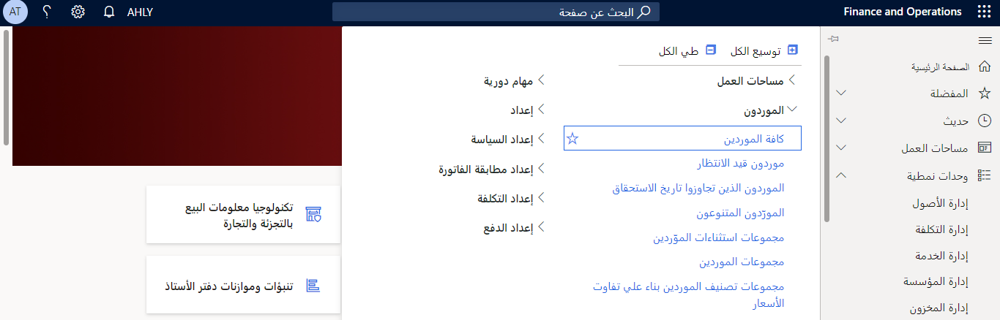 Finance and Operations
البحث عن صفحة
AHLY
AT
الصفحة الرئيسية
المفضلة
حديث
مساحات العمل
وحدات نمطية
إدارة الأصول
إدارة التكلفة
إدارة الخدمة
إدارة المؤسسة
إدارة المخزون
توسيع الكل
طي الكل
مساحات العمل
الموردون
كافة الموردين
موردون قيد الانتظار
الموردون الذين تجاوزوا تاريخ الاستحقاق
المورّدون المتنوعون
مجموعات استثناءات الموّردين
مجموعات الموردين
مجموعات تصنيف الموردين بناء علي تفاوت
الأسعار
مهام دورية
إعداد
إعداد السياسة
إعداد مطابقة الفاتورة
إعداد التكلفة
إعداد الدفع
تكنولوجيا معلومات البيع
بالتجزئة والتجارة
تنبؤات وموازنات دفتر الأستاذ